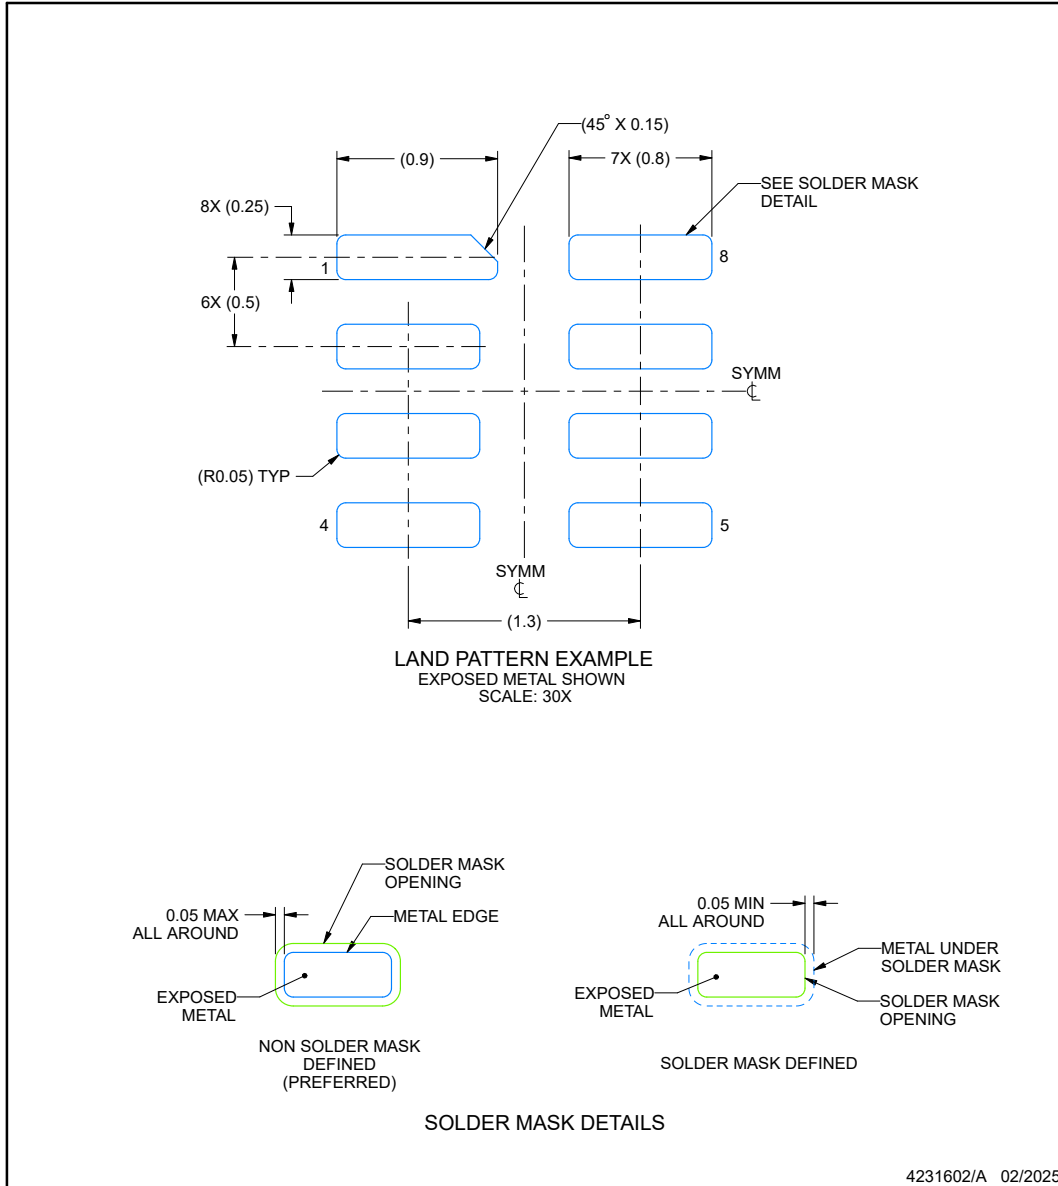 (45° X 0.15)
(0.9)
7X (0.8)
SEE SOLDER MASK
DETAIL
8X (0.25)
1
8
6X (0.5)
SYMM
℄
(R0.05) TYP
4
5
SYMM
℄
(1.3)
LAND PATTERN EXAMPLE
EXPOSED METAL SHOWN
SCALE: 30X
SOLDER MASK
OPENING
0.05 MAX
ALL AROUND
METAL EDGE
EXPOSED
METAL
NON SOLDER MASK
DEFINED
(PREFERRED)
0.05 MIN
ALL AROUND
METAL UNDER
SOLDER MASK
EXPOSED
METAL
SOLDER MASK
OPENING
SOLDER MASK DEFINED
SOLDER MASK DETAILS
4231602/A 02/2025